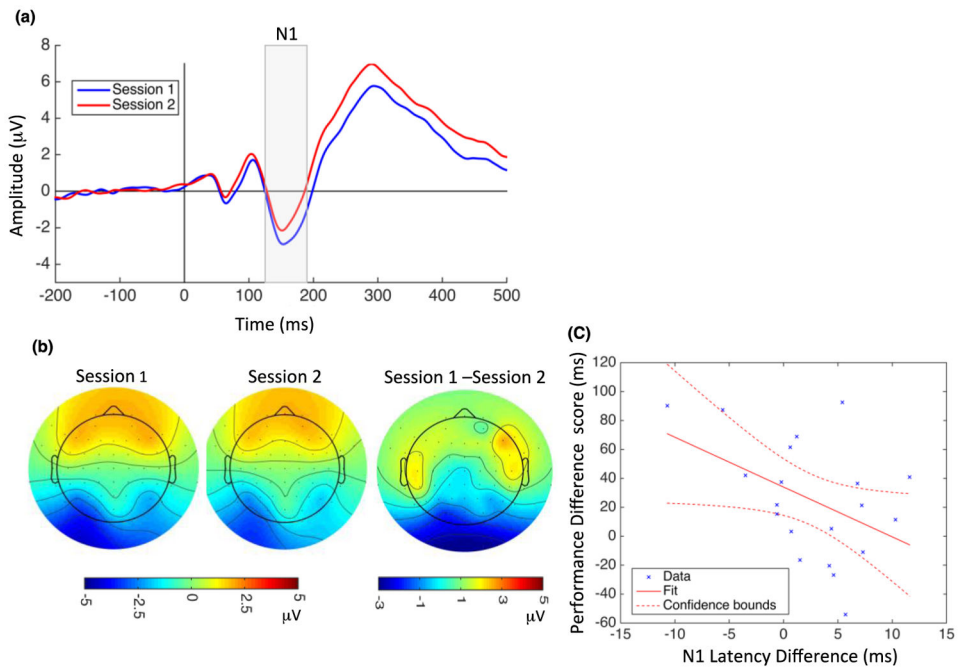 (a)
N1
8
6
4
2
0
-2
-4
Amplitude (μV)
Session 1
Session 2
-200 -100 0 100 200 300 400 500
Time (ms)
(b)
Session 1 Session 2 Session 1 –Session 2
-5 -2.5 0 2.5 5
μV
-3 -1 1 3 5
μV
(C)
120
100
80
60
40
20
0
-20
-40
-60
Performance Difference score (ms)
Data
Fit
Confidence bounds
-15 -10 -5 0 5 10 15
N1 Latency Difference (ms)